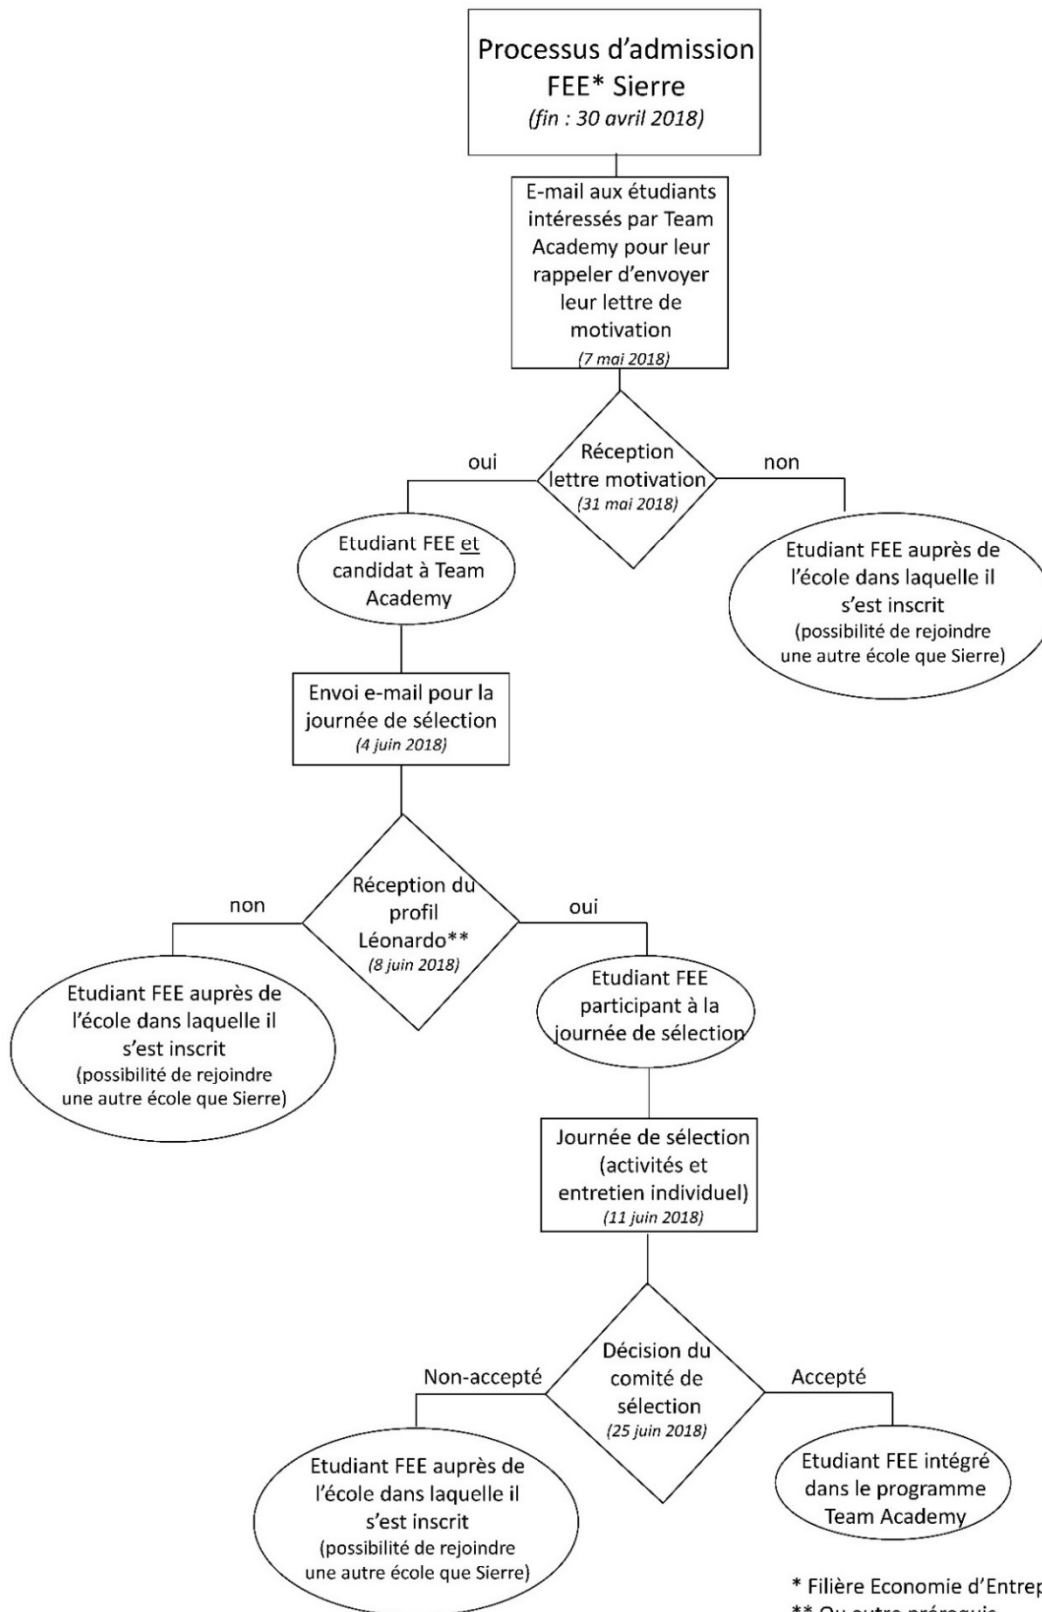 Processus d'admission
FEE* Sierre
(fin : 30 avril 2018)
E-mail aux étudiants
intéressés par Team
Academy pour leur
rappeler d'envoyer
leur lettre de
motivation
(7 mai 2018)
oui
Réception
lettre motivation
(31 mai 2018)
non
Etudiant FEE et
candidat à Team
Academy
Etudiant FEE auprès de
l'école dans laquelle il
s'est inscrit
(possibilité de rejoindre
une autre école que Sierre)
Envoi e-mail pour la
journée de sélection
(4 juin 2018)
non
Réception du
profil
Léonardo**
(8 juin 2018)
oui
Etudiant FEE auprès de
l'école dans laquelle il
s'est inscrit
(possibilité de rejoindre
une autre école que Sierre)
Etudiant FEE
participant à la
journée de sélection
Journée de sélection
(activités et
entretien individuel)
(11 juin 2018)
Non-accepté
Décision du
comité de
sélection
(25 juin 2018)
Accepté
Etudiant FEE auprès de
l'école dans laquelle il
s'est inscrit
(possibilité de rejoindre
une autre école que Sierre)
Etudiant FEE intégré
dans le programme
Team Academy
* Filière Economie d'Entrep
** Ou autre prérequis